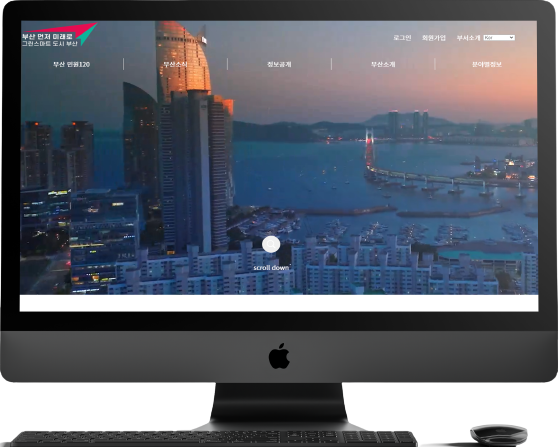 부산 먼저 미래로
그린스마트 도시 부산
로그인 회원가입 부서소개 Kor
부산 민원120 부산소식 정보공개 부산소개 분야별정보
scroll down